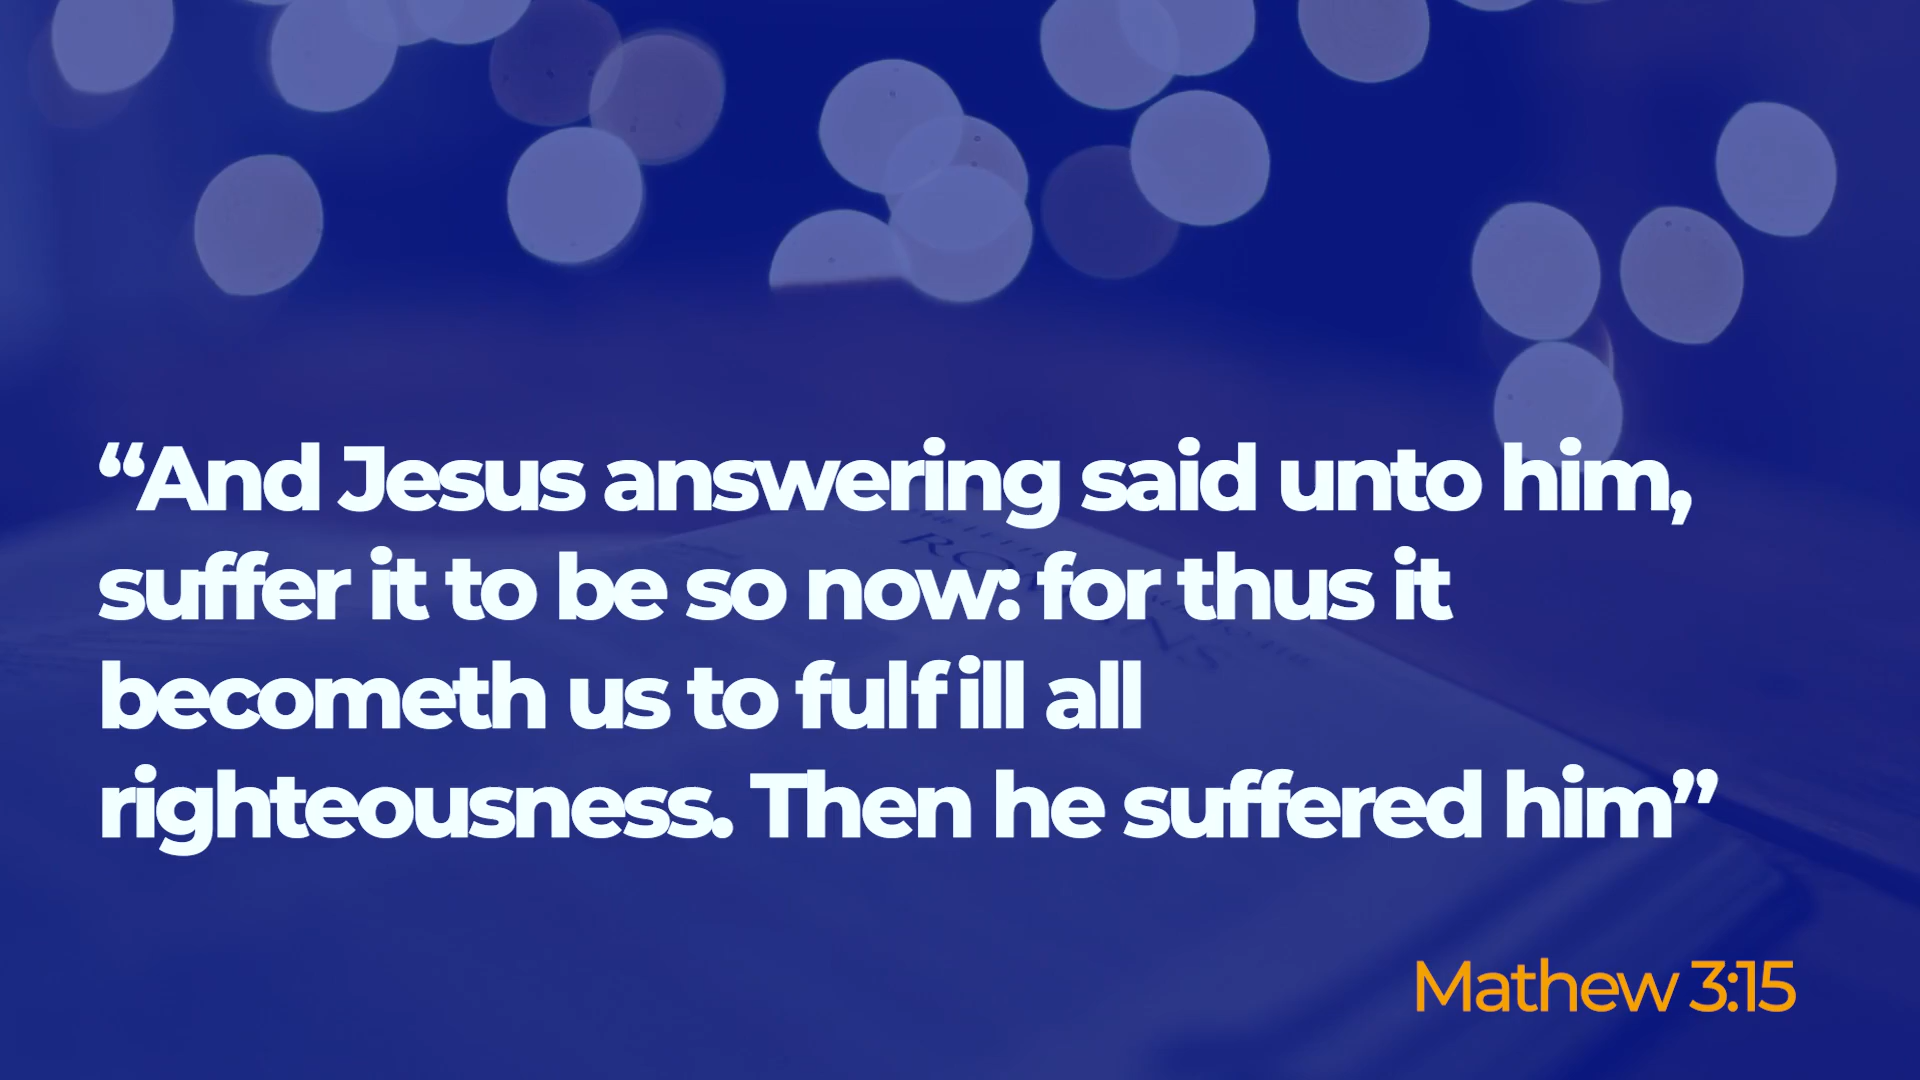 “And Jesus answering said unto him,
suffer it to be so now: for thus it
becometh us to fulfill all
righteousness. Then he suffered him”
ROMANS
Mathew 3:15